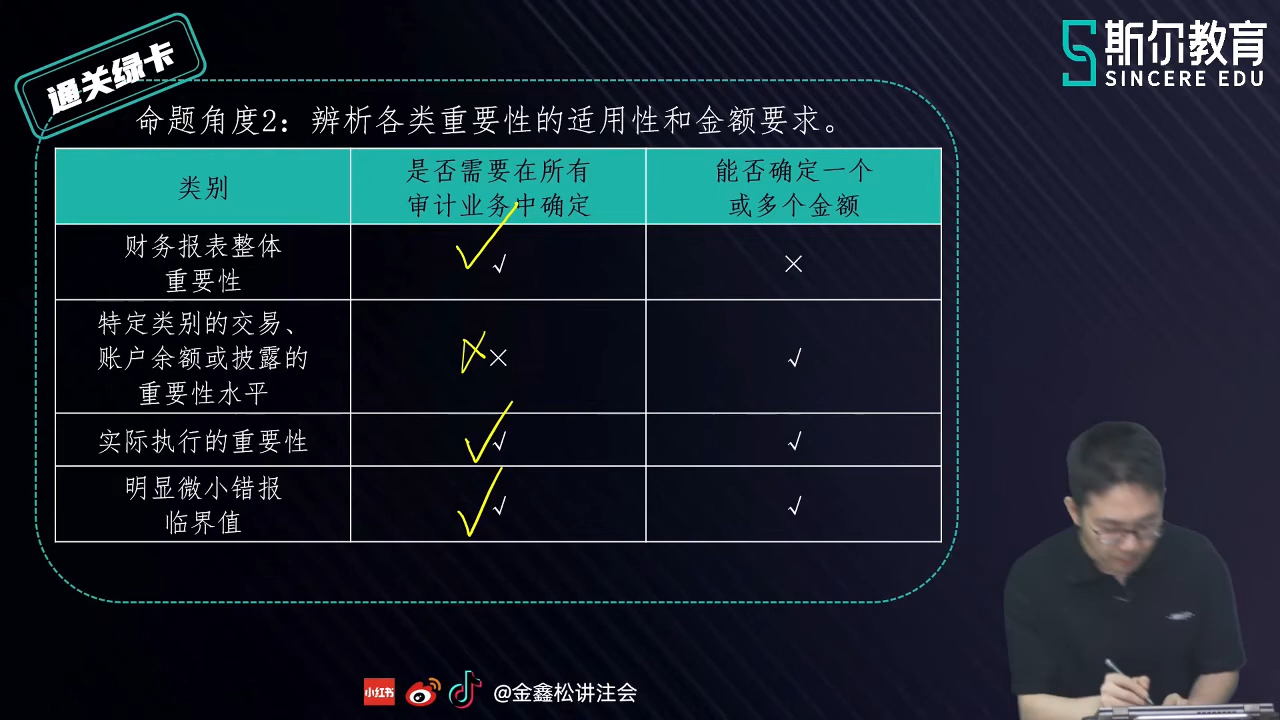 通关绿卡
斯尔教育
SINCERE EDU
命题角度2：辨析各类重要性的适用性和金额要求。
类别
是否需要在所有
审计业务中确定
能否确定一个
或多个金额
财务报表整体
重要性
√
×
特定类别的交易、
账户余额或披露的
重要性水平
×
√
实际执行的重要性
√
√
明显微小错报
临界值
√
√
小红书
@金鑫松讲注会